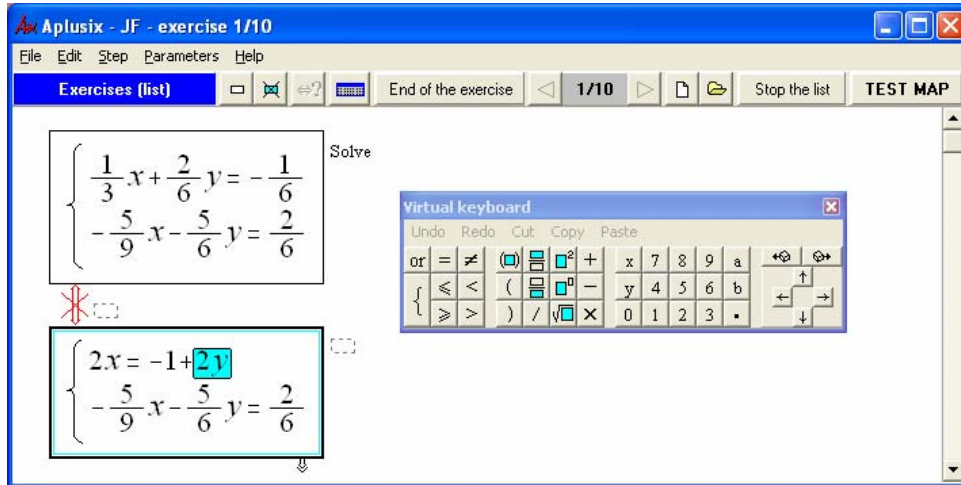 Aplusix - JF - exercise 1/10
File Edit Step Parameters Help
Exercises (list) ⇔? End of the exercise 1/10 Stop the list TEST MAP
1/3 x + 2/6 y = - 1/6
- 5/9 x - 5/6 y = 2/6
Solve
Virtual keyboard
Undo Redo Cut Copy Paste
or = ≠ (□) □² + x 7 8 9 a
{ ⩽ < ( □⁰ − y 4 5 6 b ← ↑ →
⩾ > ) / √□ × 0 1 2 3 . ↓
2x = -1+2y
- 5/9 x - 5/6 y = 2/6